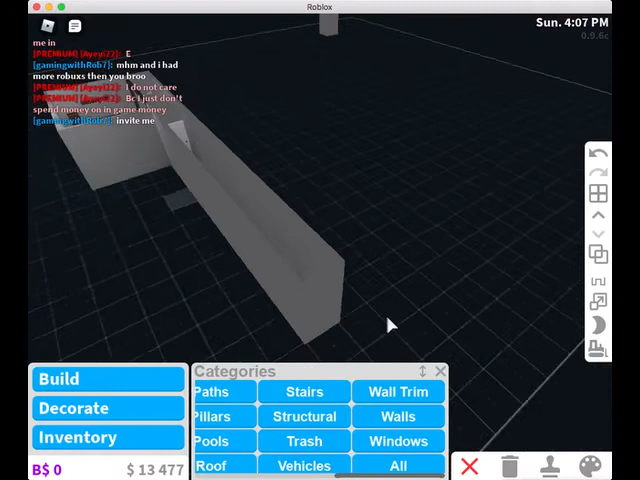 Roblox
Sun. 4:07 PM
0.9.6c
me in
[PREMIUM] [Ayoyi22]: E
[gamingwithRob7]: mhm and i had
more robuxs then you broo
[PREMIUM] [Ayoyi22]: I do not care
[PREMIUM] [Ayoyi22]: Bc I just don't
spend money on in game money
[gamingwithRob7]: invite me
Build
Decorate
Inventory
B$ 0
$ 13 477
Categories
Paths
Stairs
Wall Trim
Pillars
Structural
Walls
Pools
Trash
Windows
Roof
Vehicles
All